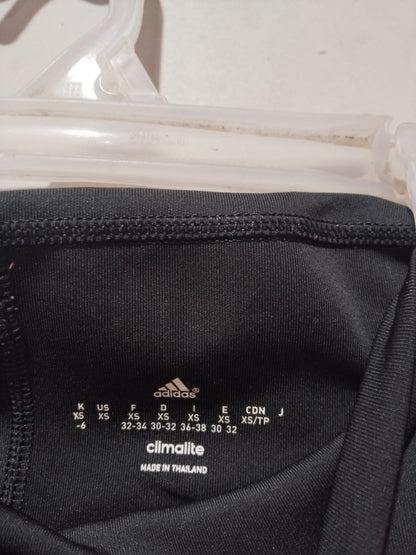 adidas®
K US F D I E CDN J
XS XS XS XS XS XS XS/TP
-6 32-34 30-32 36-38 30 32
climalite
MADE IN THAILAND